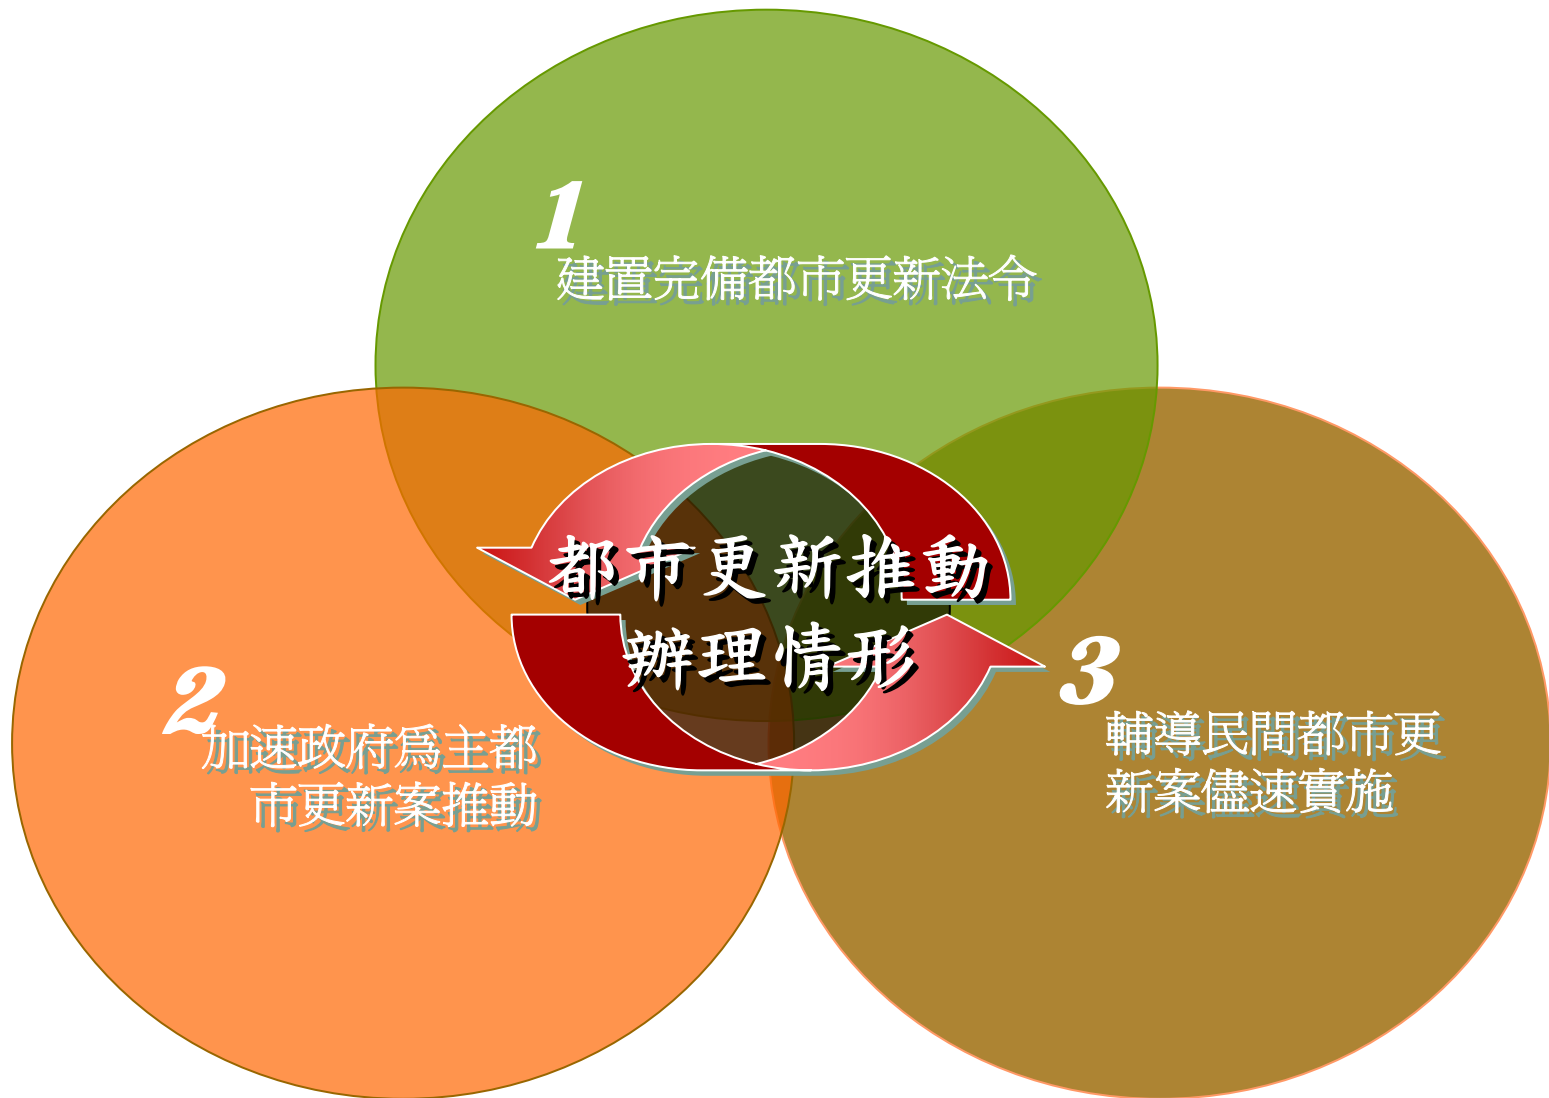 1
建置完備都市更新法令
都市更新推動
辦理情形
2
加速政府為主都
市更新案推動
3
輔導民間都市更
新案儘速實施